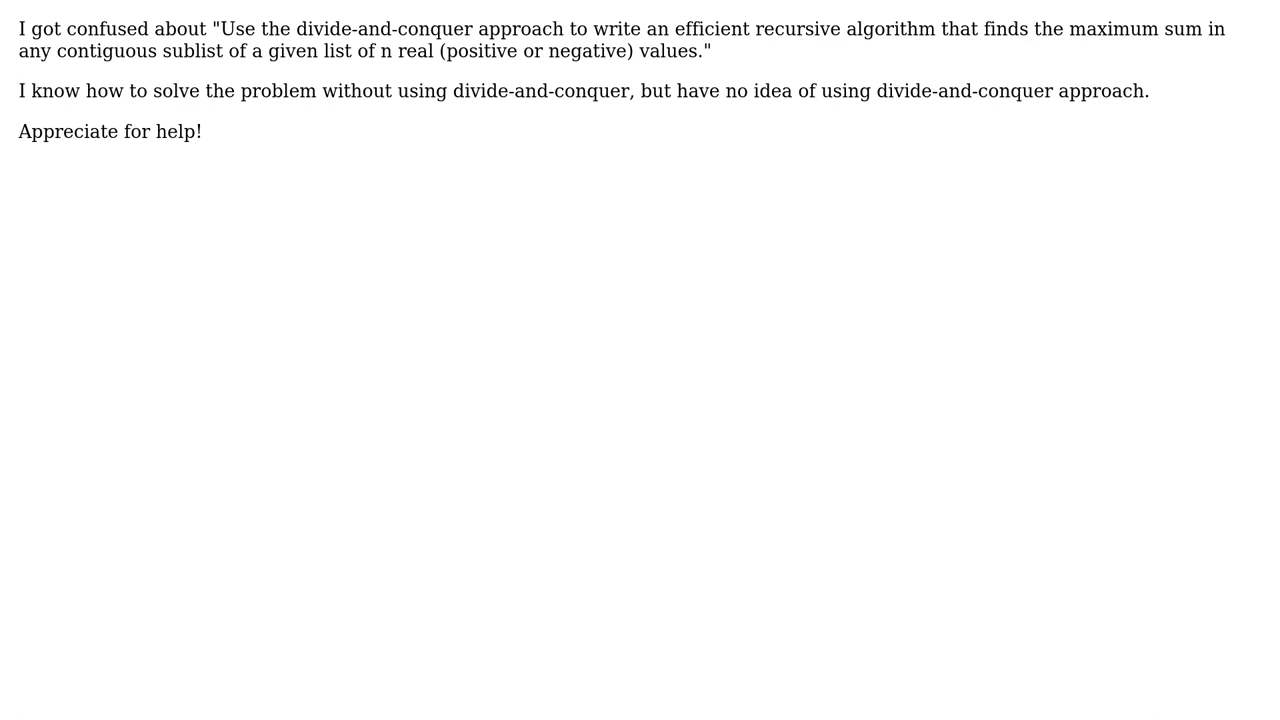 I got confused about "Use the divide-and-conquer approach to write an efficient recursive algorithm that finds the maximum sum in
any contiguous sublist of a given list of n real (positive or negative) values."
I know how to solve the problem without using divide-and-conquer, but have no idea of using divide-and-conquer approach.
Appreciate for help!